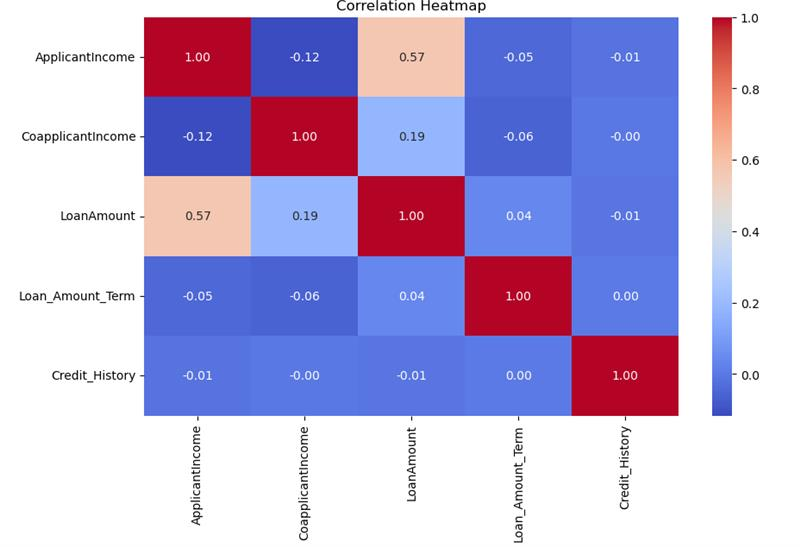 Correlation Heatmap
ApplicantIncome 1.00 -0.12 0.57 -0.05 -0.01
CoapplicantIncome -0.12 1.00 0.19 -0.06 -0.00
LoanAmount 0.57 0.19 1.00 0.04 -0.01
Loan_Amount_Term -0.05 -0.06 0.04 1.00 0.00
Credit_History -0.01 -0.00 -0.01 0.00 1.00
ApplicantIncome
CoapplicantIncome
LoanAmount
Loan_Amount_Term
Credit_History
1.0
0.8
0.6
0.4
0.2
0.0